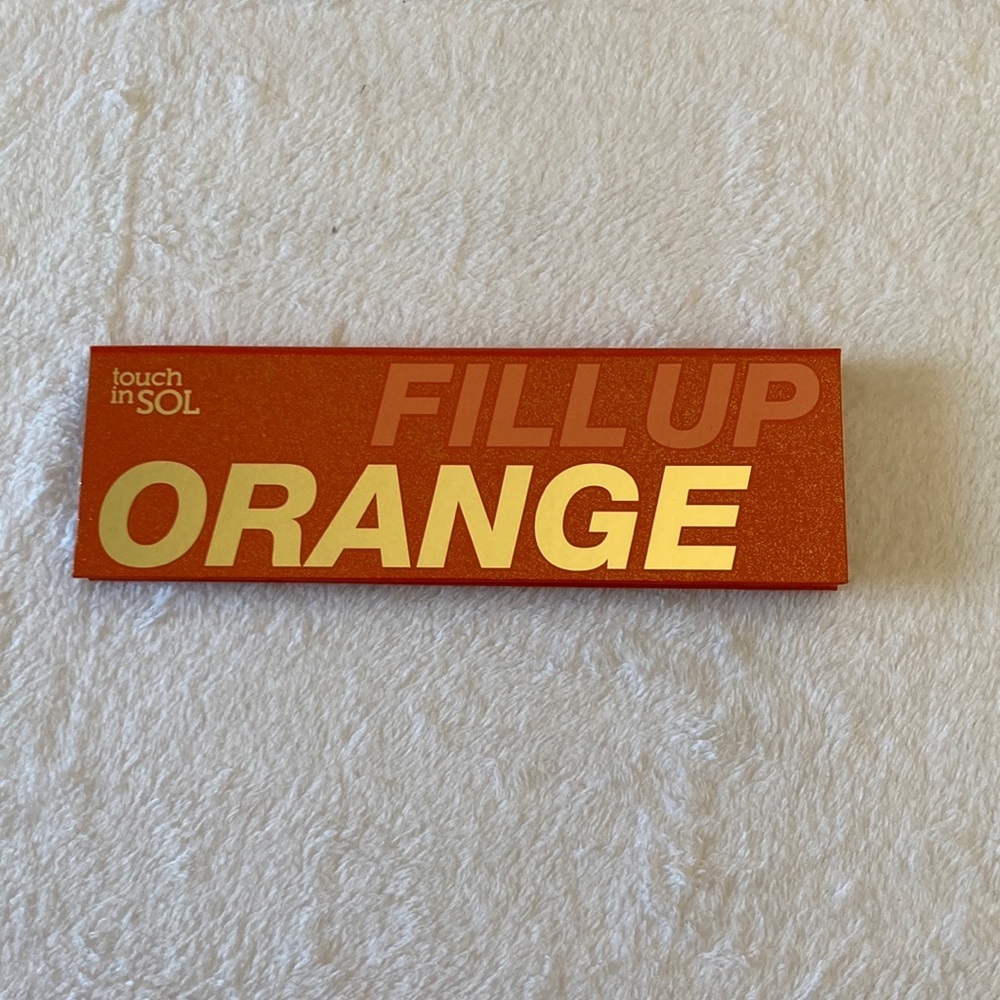 touch
in SOL
FILL UP
ORANGE